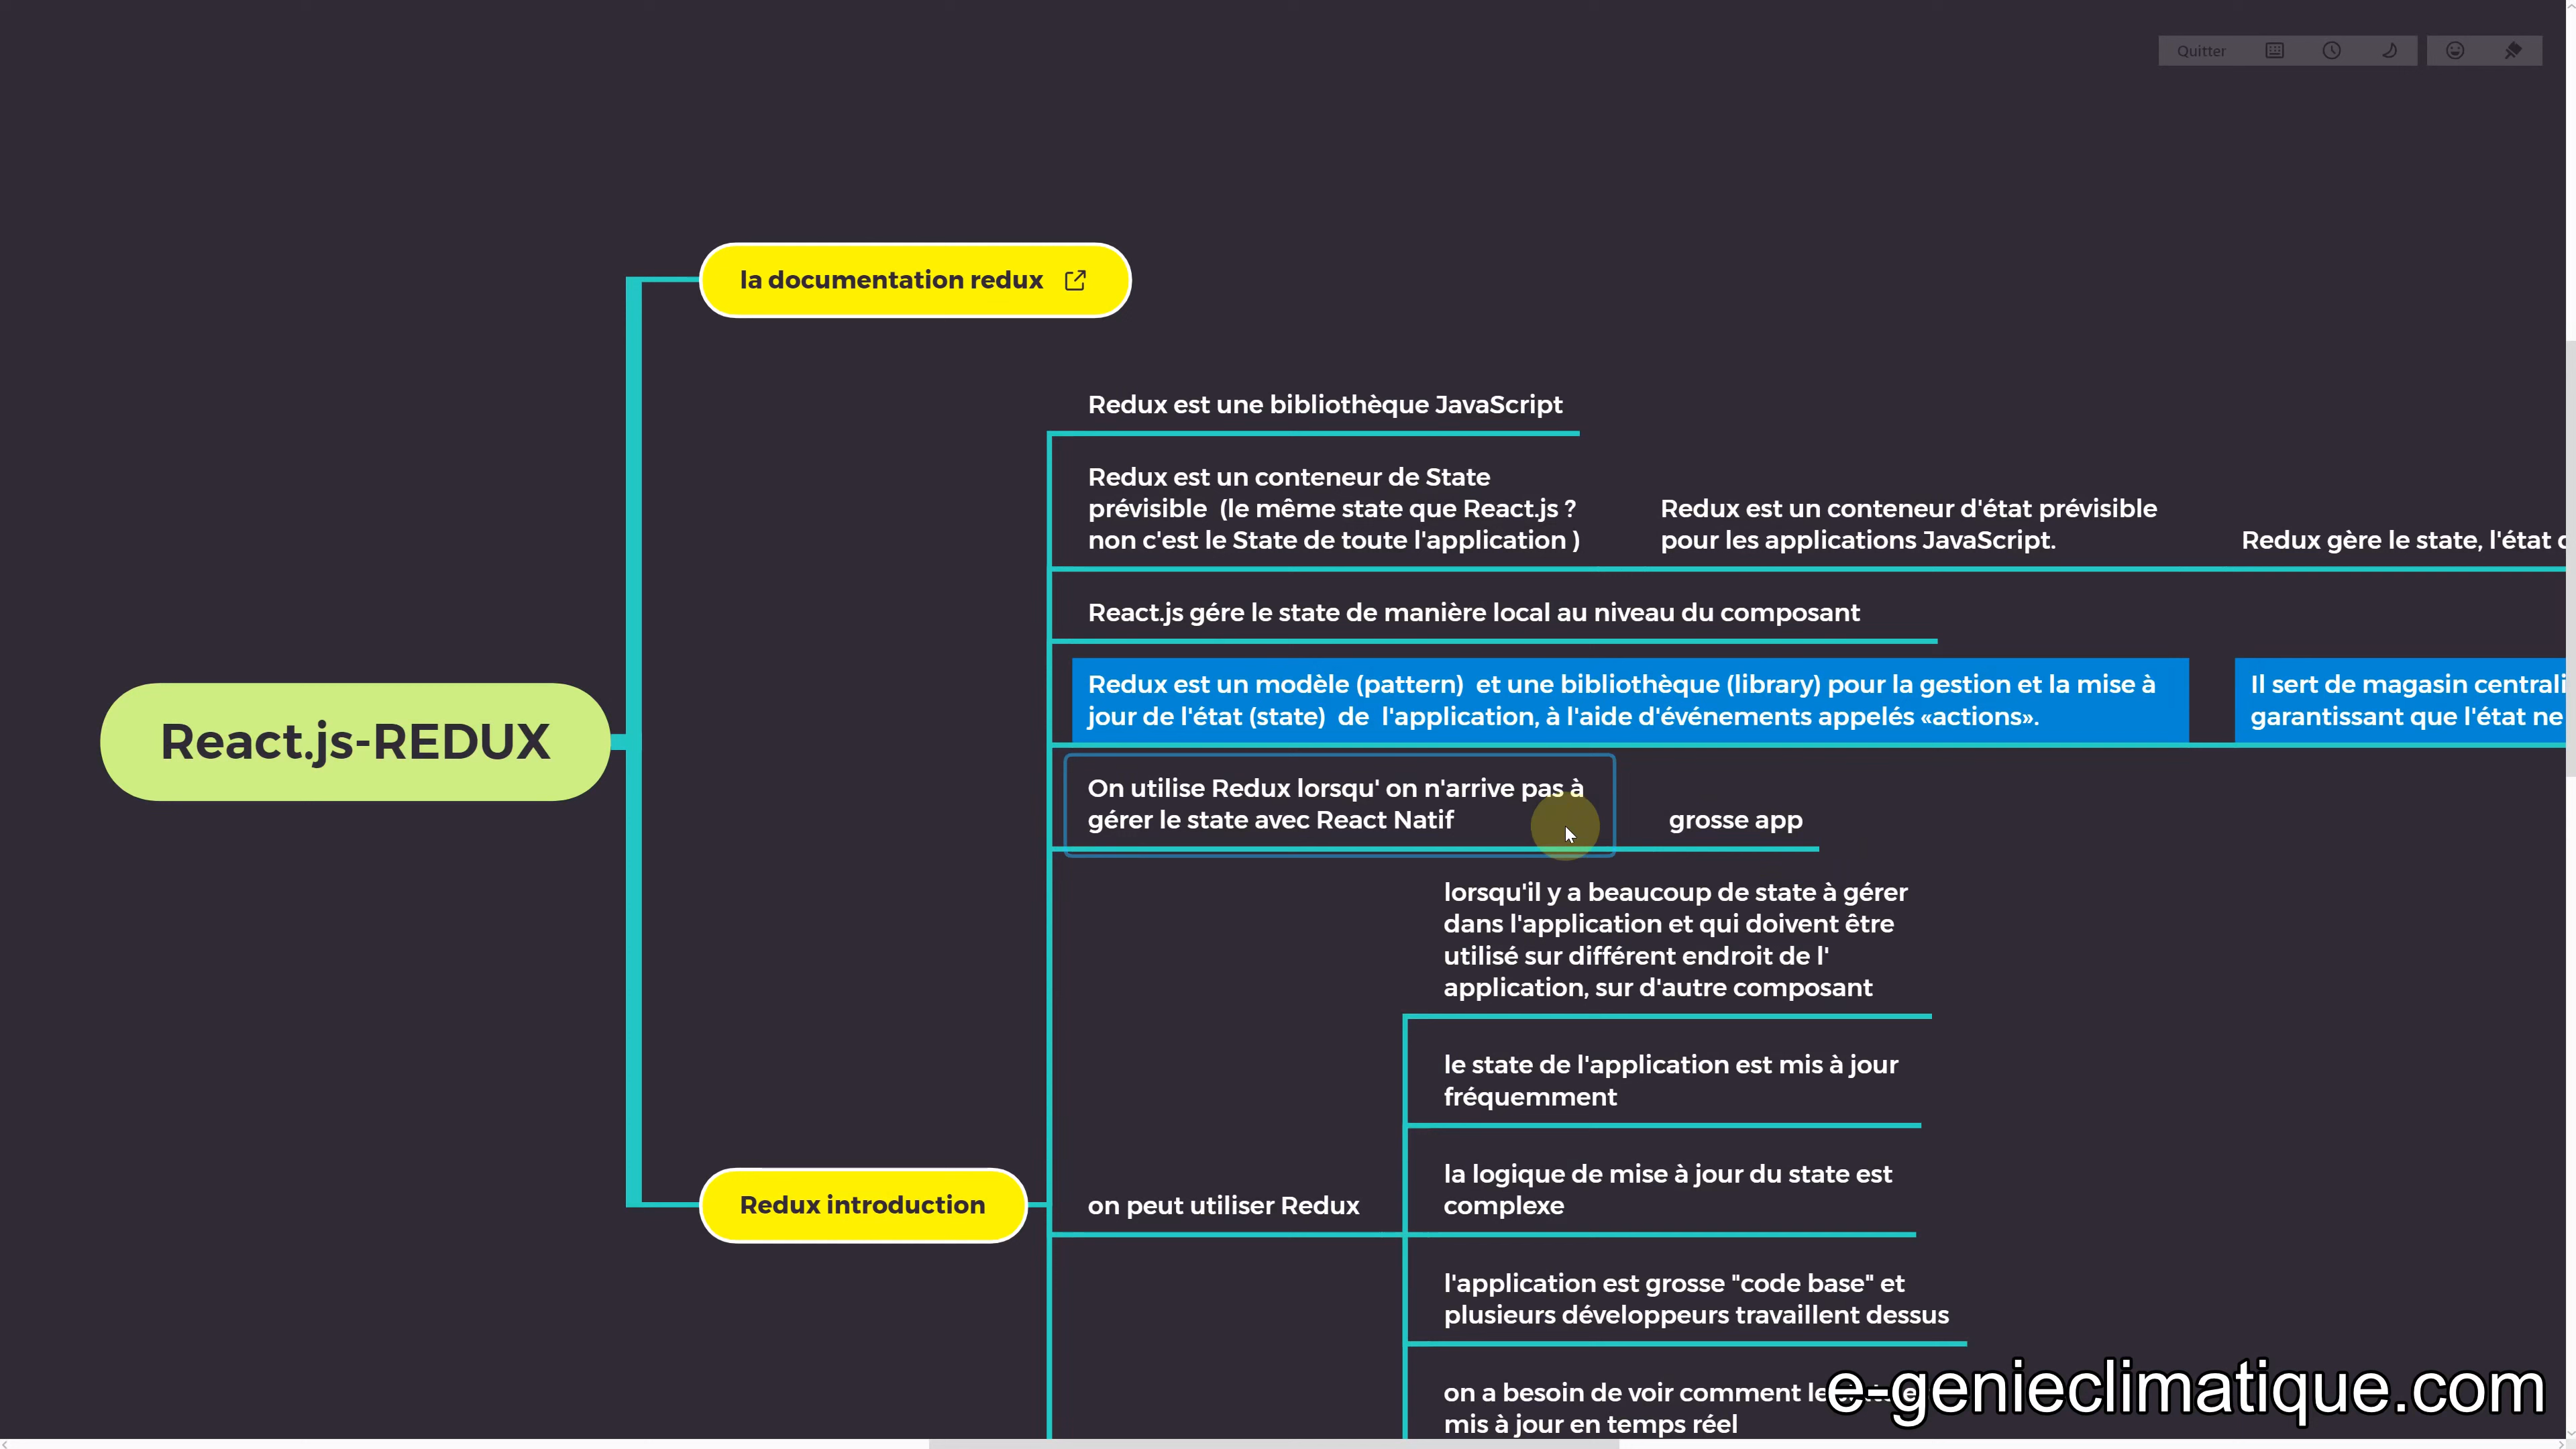 Quitter
la documentation redux
Redux est une bibliothèque JavaScript
Redux est un conteneur de State
prévisible (le même state que React.js ?
non c'est le State de toute l'application )
Redux est un conteneur d'état prévisible
pour les applications JavaScript.
Redux gère le state, l'état
React.js gére le state de manière local au niveau du composant
Redux est un modèle (pattern) et une bibliothèque (library) pour la gestion et la mise à
jour de l'état (state) de l'application, à l'aide d'événements appelés «actions».
Il sert de magasin centrali
garantissant que l'état ne
React.js-REDUX
On utilise Redux lorsqu' on n'arrive pas à
gérer le state avec React Natif
grosse app
lorsqu'il y a beaucoup de state à gérer
dans l'application et qui doivent être
utilisé sur différent endroit de l'
application, sur d'autre composant
le state de l'application est mis à jour
fréquemment
la logique de mise à jour du state est
complexe
Redux introduction
on peut utiliser Redux
l'application est grosse "code base" et
plusieurs développeurs travaillent dessus
on a besoin de voir comment le
mis à jour en temps réel
e-genieclimatique.com